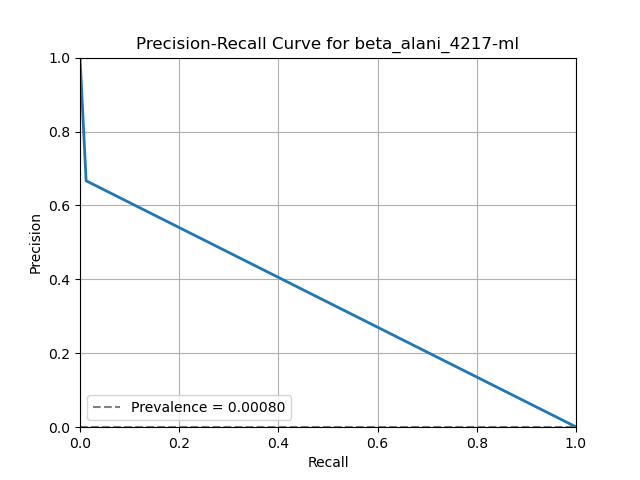 Precision-Recall Curve for beta_alani_4217-ml
1.0
0.8
0.6
0.4
0.2
0.0
Precision
Prevalence = 0.00080
0.0 0.2 0.4 0.6 0.8 1.0
Recall